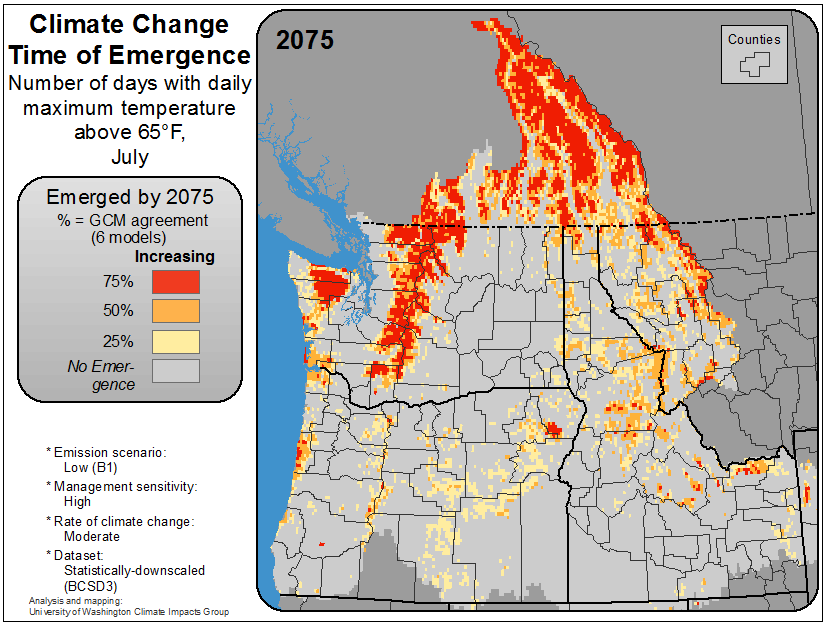 Climate Change
Time of Emergence
Number of days with daily
maximum temperature
above 65°F,
July
Emerged by 2075
% = GCM agreement
(6 models)
Increasing
75%
50%
25%
No Emer-
gence
* Emission scenario:
Low (B1)
* Management sensitivity:
High
* Rate of climate change:
Moderate
* Dataset:
Statistically-downscaled
(BCSD3)
Analysis and mapping:
University of Washington Climate Impacts Group
2075
Counties